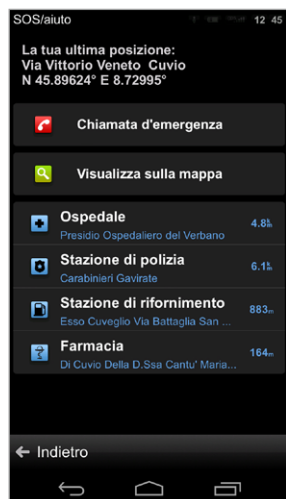 SOS/aiuto 12 45
La tua ultima posizione:
Via Vittorio Veneto Cuvio
N 45.89624° E 8.72995°
Chiamata d'emergenza
Visualizza sulla mappa
Ospedale
Presidio Ospedaliero del Verbano
4.8
Stazione di polizia
Carabinieri Gavirate
6.1
Stazione di rifornimento
Esso Cuveglio Via Battaglia San ...
883m
Farmacia
Di Cuvio Della D.Ssa Cantu' Maria...
164m
Indietro